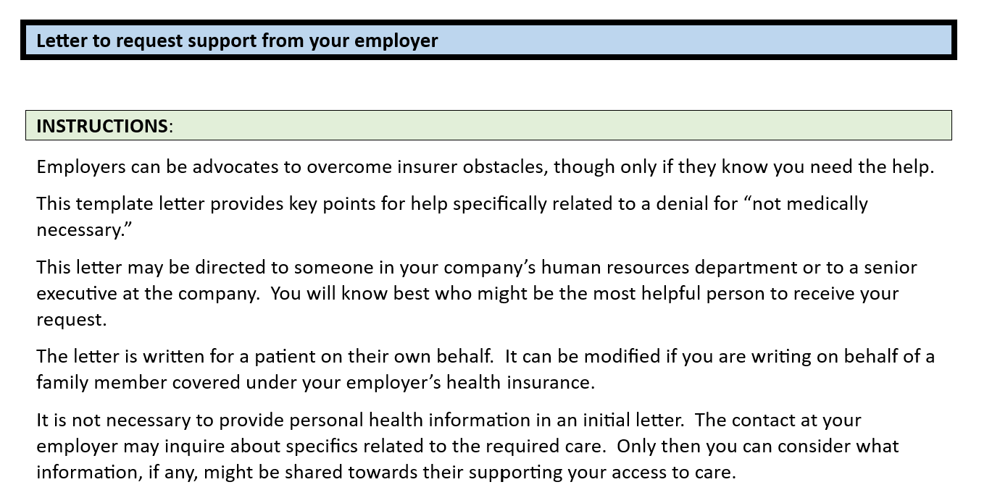 Letter to request support from your employer
INSTRUCTIONS:
Employers can be advocates to overcome insurer obstacles, though only if they know you need the help.
This template letter provides key points for help specifically related to a denial for “not medically
necessary.”
This letter may be directed to someone in your company’s human resources department or to a senior
executive at the company.  You will know best who might be the most helpful person to receive your
request.
The letter is written for a patient on their own behalf.  It can be modified if you are writing on behalf of a
family member covered under your employer’s health insurance.
It is not necessary to provide personal health information in an initial letter.  The contact at your
employer may inquire about specifics related to the required care.  Only then you can consider what
information, if any, might be shared towards their supporting your access to care.